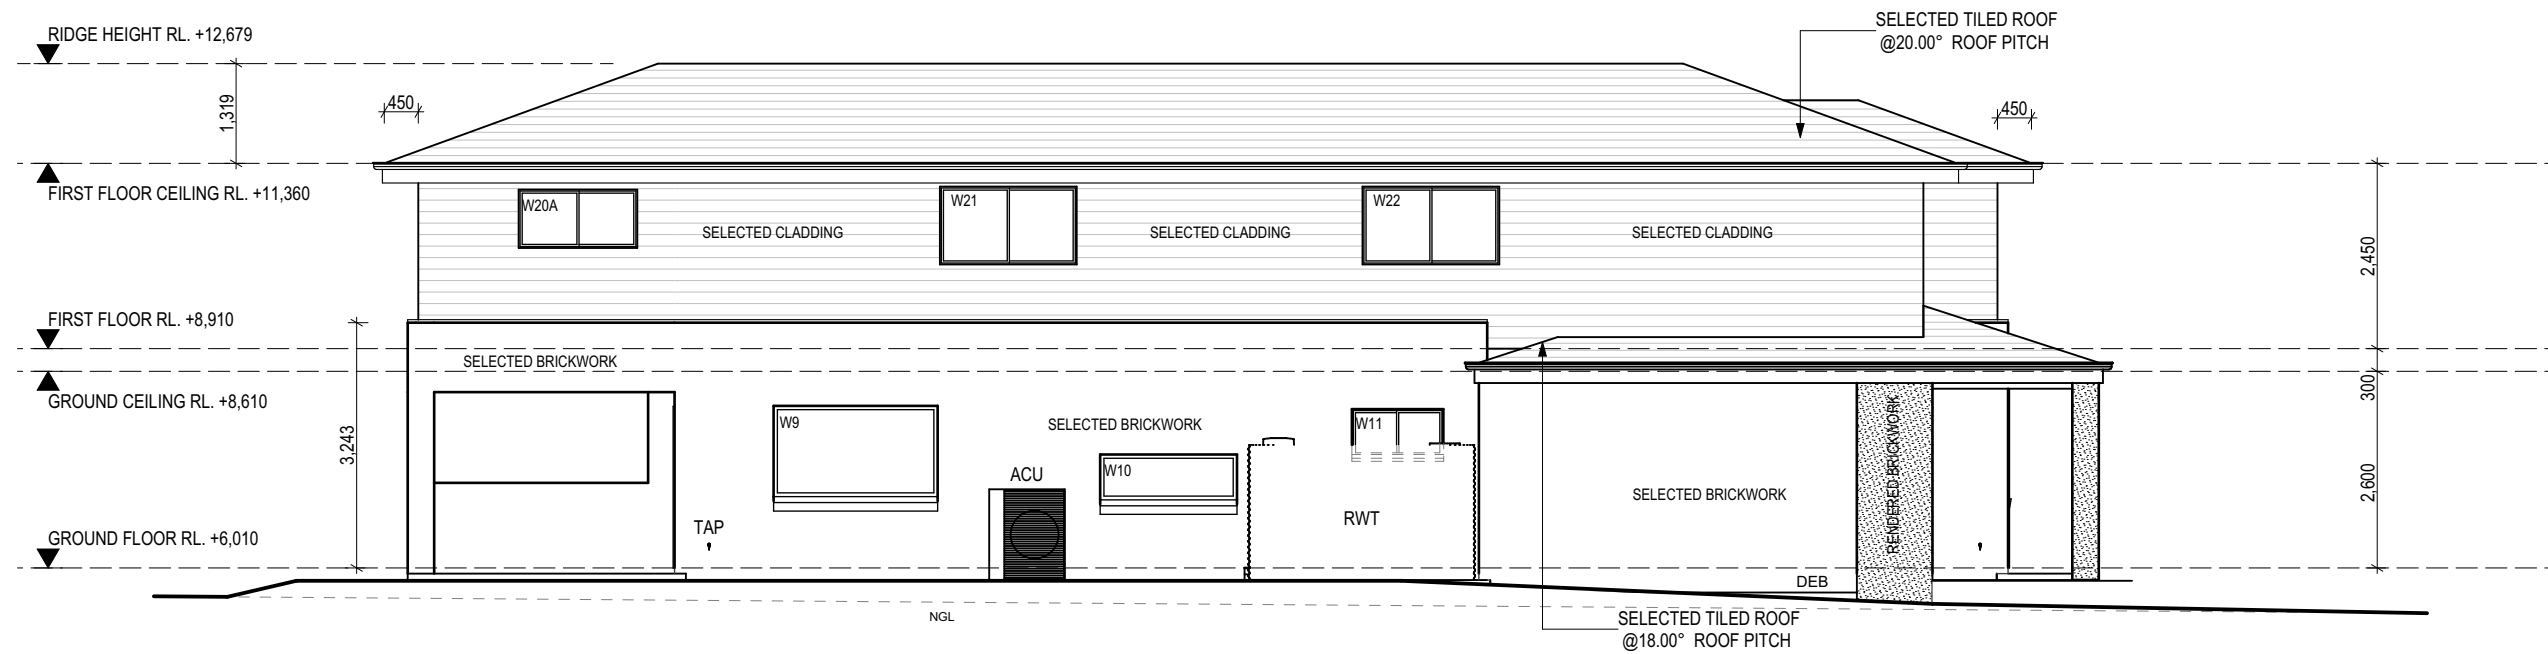 SELECTED TILED ROOF
@20.00° ROOF PITCH
RIDGE HEIGHT RL. +12,679
1,319
450
450
FIRST FLOOR CEILING RL. +11,360
W20A
W21
W22
SELECTED CLADDING
SELECTED CLADDING
SELECTED CLADDING
2,450
FIRST FLOOR RL. +8,910
SELECTED BRICKWORK
GROUND CEILING RL. +8,610
300
3,243
W9
SELECTED BRICKWORK
W11
W10
ACU
RENDERED BRICKWORK
SELECTED BRICKWORK
2,600
RWT
TAP
GROUND FLOOR RL. +6,010
DEB
NGL
SELECTED TILED ROOF
@18.00° ROOF PITCH